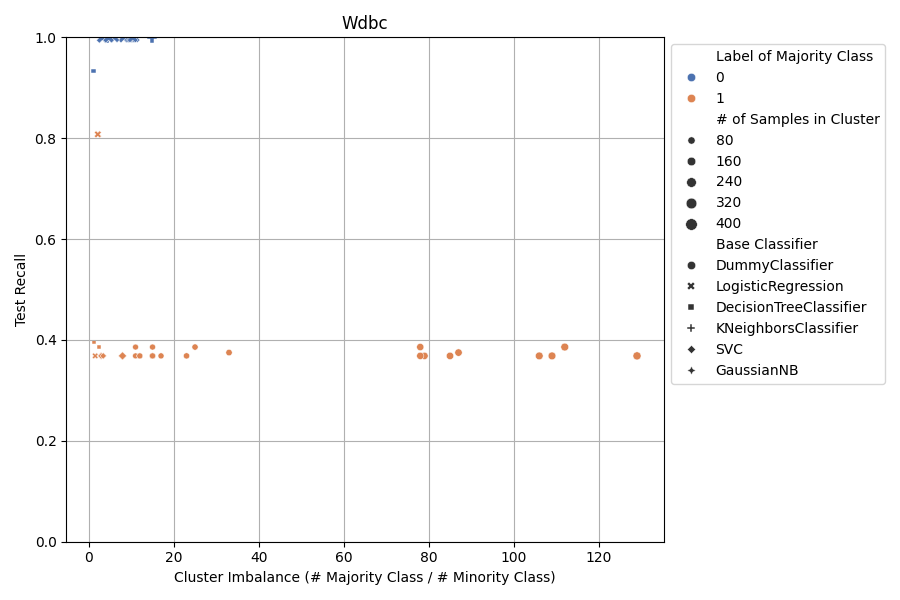 Wdbc
Test Recall
1.0
0.8
0.6
0.4
0.2
0.0
0
20
40
60
80
100
120
Cluster Imbalance (# Majority Class / # Minority Class)
Label of Majority Class
0
1
# of Samples in Cluster
80
160
240
320
400
Base Classifier
DummyClassifier
LogisticRegression
DecisionTreeClassifier
KNeighborsClassifier
SVC
GaussianNB